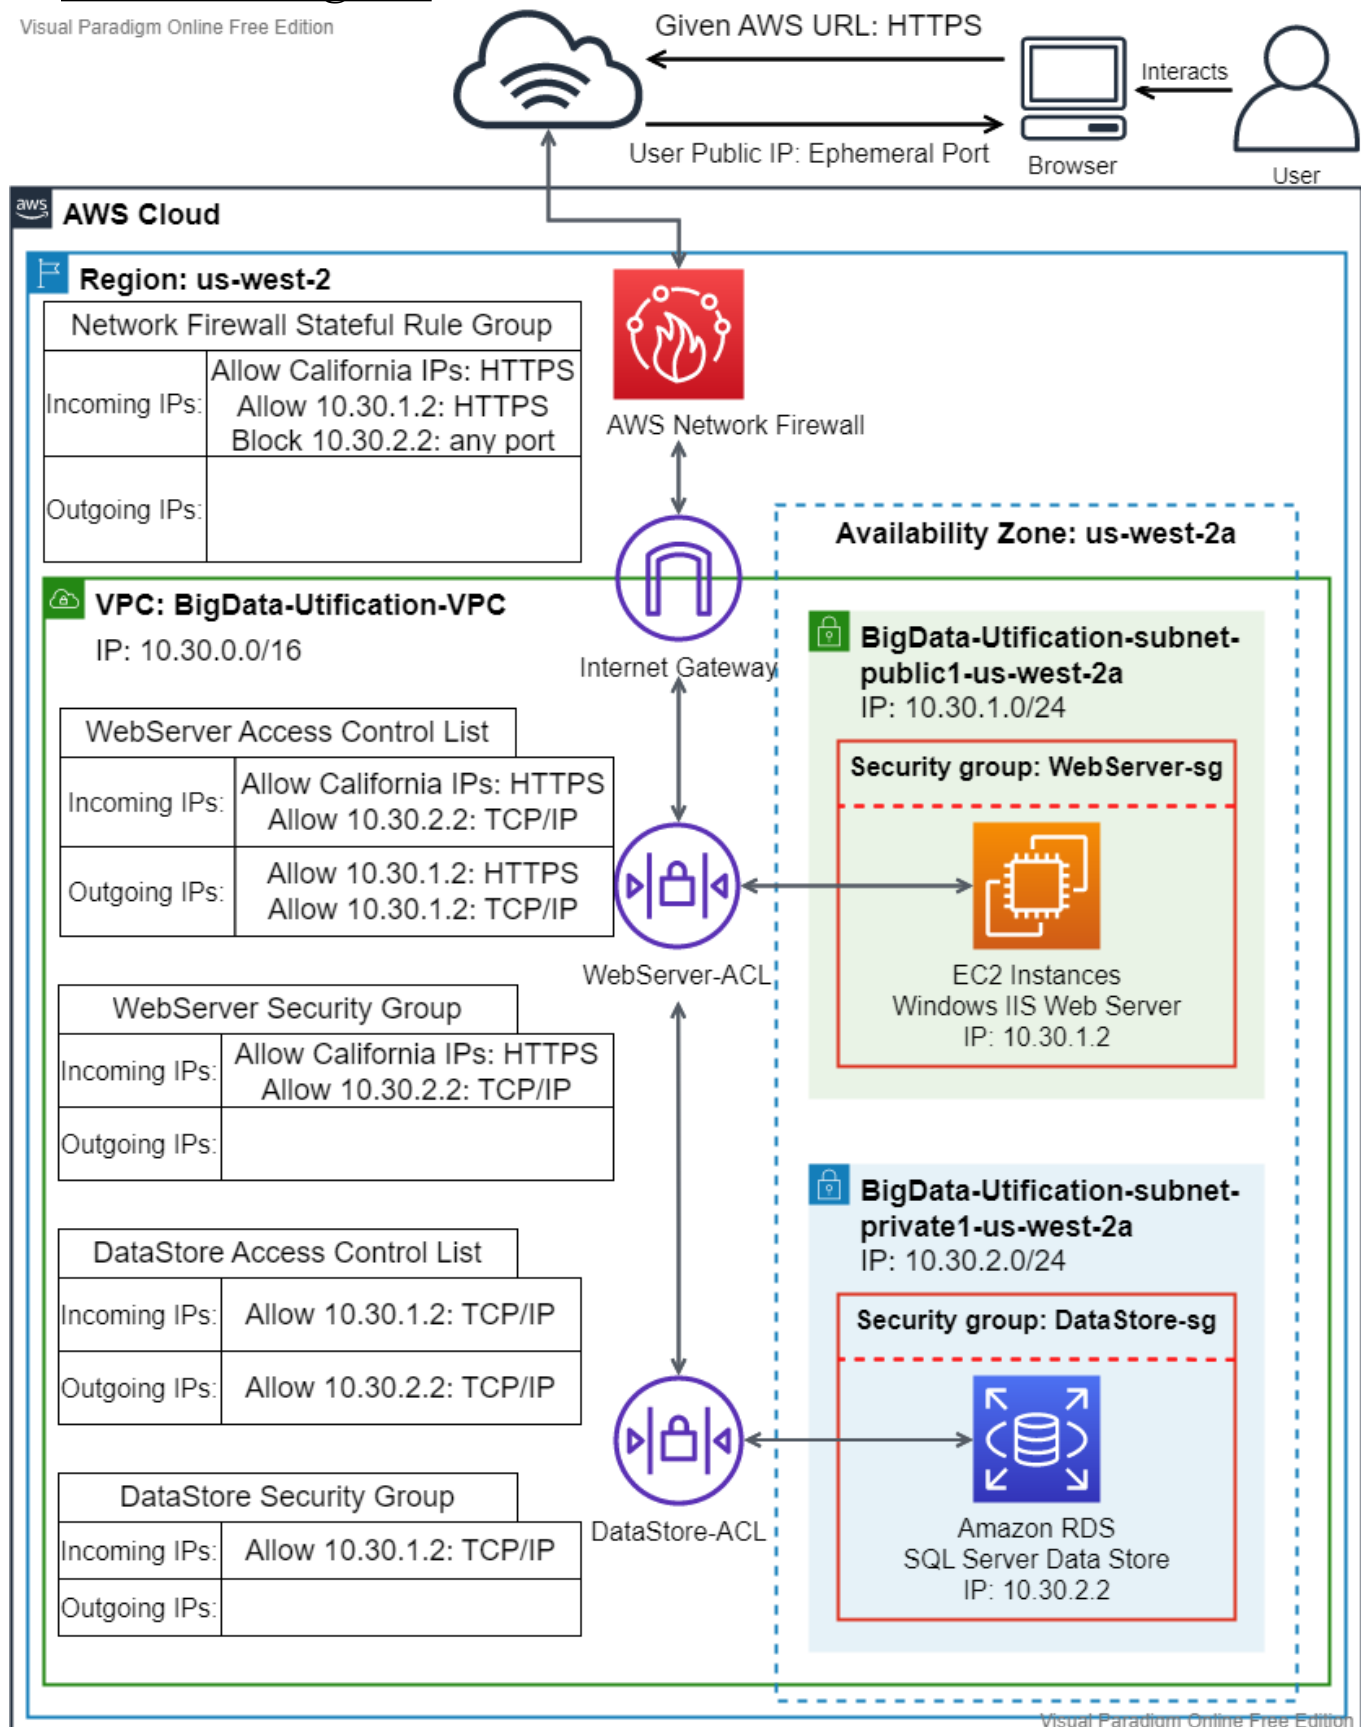 Visual Paradigm Online Free Edition
Given AWS URL: HTTPS
Interacts
User Public IP: Ephemeral Port
Browser
User
aws
AWS Cloud
Region: us-west-2
Network Firewall Stateful Rule Group
Incoming IPs:
Allow California IPs: HTTPS
Allow 10.30.1.2: HTTPS
Block 10.30.2.2: any port
Outgoing IPs:
AWS Network Firewall
Availability Zone: us-west-2a
VPC: BigData-Utification-VPC
IP: 10.30.0.0/16
Internet Gateway
BigData-Utification-subnet-
public1-us-west-2a
IP: 10.30.1.0/24
WebServer Access Control List
Incoming IPs:
Allow California IPs: HTTPS
Allow 10.30.2.2: TCP/IP
Outgoing IPs:
Allow 10.30.1.2: HTTPS
Allow 10.30.1.2: TCP/IP
WebServer-ACL
Security group: WebServer-sg
EC2 Instances
Windows IIS Web Server
IP: 10.30.1.2
WebServer Security Group
Incoming IPs:
Allow California IPs: HTTPS
Allow 10.30.2.2: TCP/IP
Outgoing IPs:
BigData-Utification-subnet-
private1-us-west-2a
IP: 10.30.2.0/24
DataStore Access Control List
Incoming IPs:
Allow 10.30.1.2: TCP/IP
Outgoing IPs:
Allow 10.30.2.2: TCP/IP
Security group: DataStore-sg
DataStore-ACL
Amazon RDS
SQL Server Data Store
IP: 10.30.2.2
DataStore Security Group
Incoming IPs:
Allow 10.30.1.2: TCP/IP
Outgoing IPs:
Visual Paradigm Online Free Edition